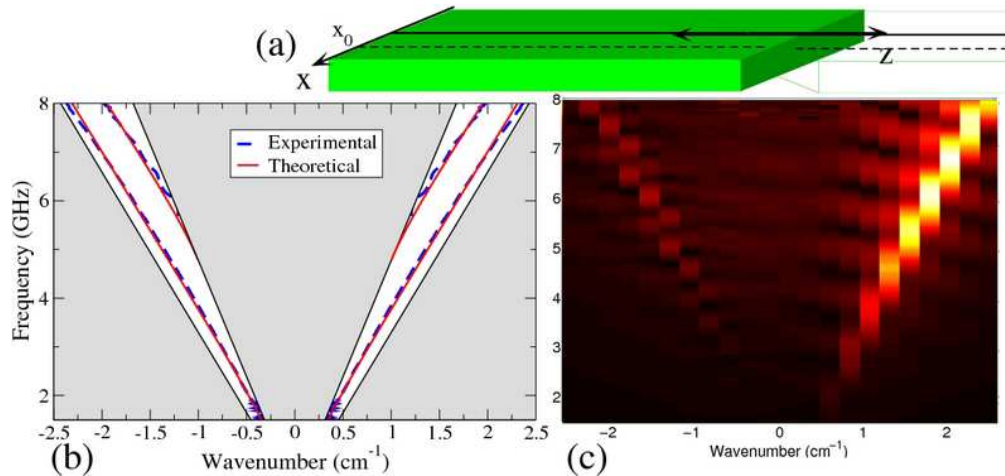 (a)
x₀
x
z
8
6
4
2
Frequency (GHz)
Experimental
Theoretical
-2.5 -2 -1.5 -1 -0.5 0 0.5 1 1.5 2 2.5
(b)
Wavenumber (cm⁻¹)
8
7
6
5
4
3
2
−2 −1 0 1 2
Wavenumber (cm⁻¹)
(c)